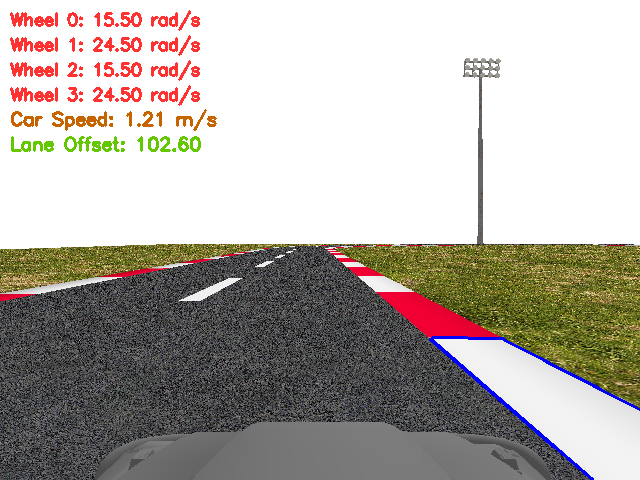 Wheel 0: 15.50 rad/s
Wheel 1: 24.50 rad/s
Wheel 2: 15.50 rad/s
Wheel 3: 24.50 rad/s
Car Speed: 1.21 m/s
Lane Offset: 102.60